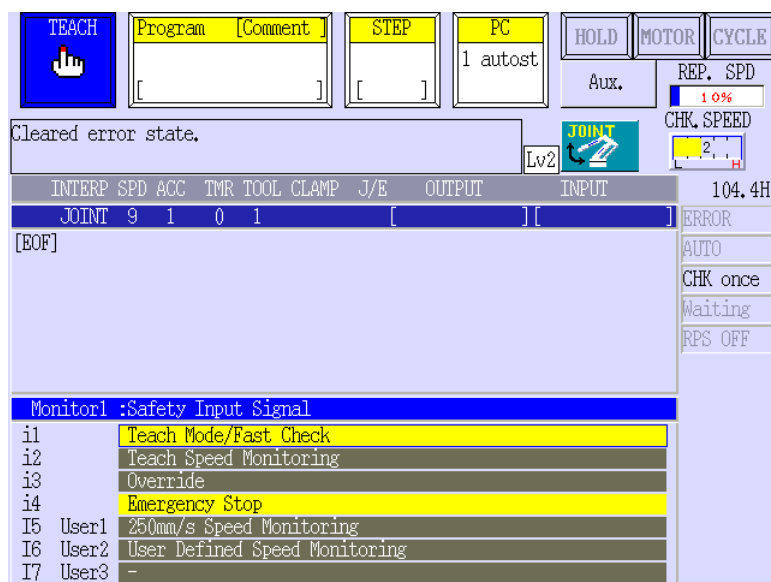 TEACH
Program [Comment ]
[ ]
STEP
[ ]
PC
1 autost
HOLD
MOTOR
CYCLE
Aux.
REP. SPD
10%
Cleared error state.
Lv2
JOINT
CHK.SPEED
2
L H
INTERP SPD ACC TMR TOOL CLAMP J/E OUTPUT INPUT
104.4H
JOINT 9 1 0 1 [ ][ ]
[EOF]
ERROR
AUTO
CHK once
Waiting
RPS OFF
Monitor1 :Safety Input Signal
i1 Teach Mode/Fast Check
i2 Teach Speed Monitoring
i3 Override
i4 Emergency Stop
I5 User1 250mm/s Speed Monitoring
I6 User2 User Defined Speed Monitoring
I7 User3 -